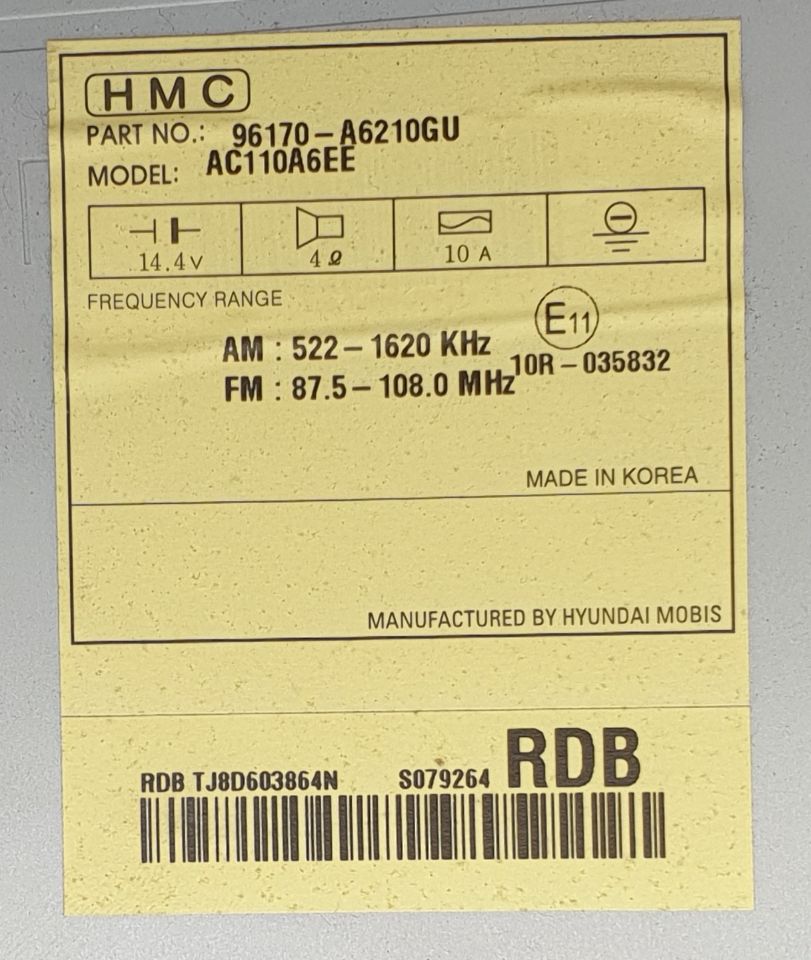 HMC
PART NO.: 96170-A6210GU
MODEL: AC110A6EE
14.4V 4Ω 10 A
FREQUENCY RANGE
E11
AM : 522-1620 KHz
10R-035832
FM : 87.5-108.0 MHz
MADE IN KOREA
MANUFACTURED BY HYUNDAI MOBIS
RDB TJ8D603864N S079264 RDB